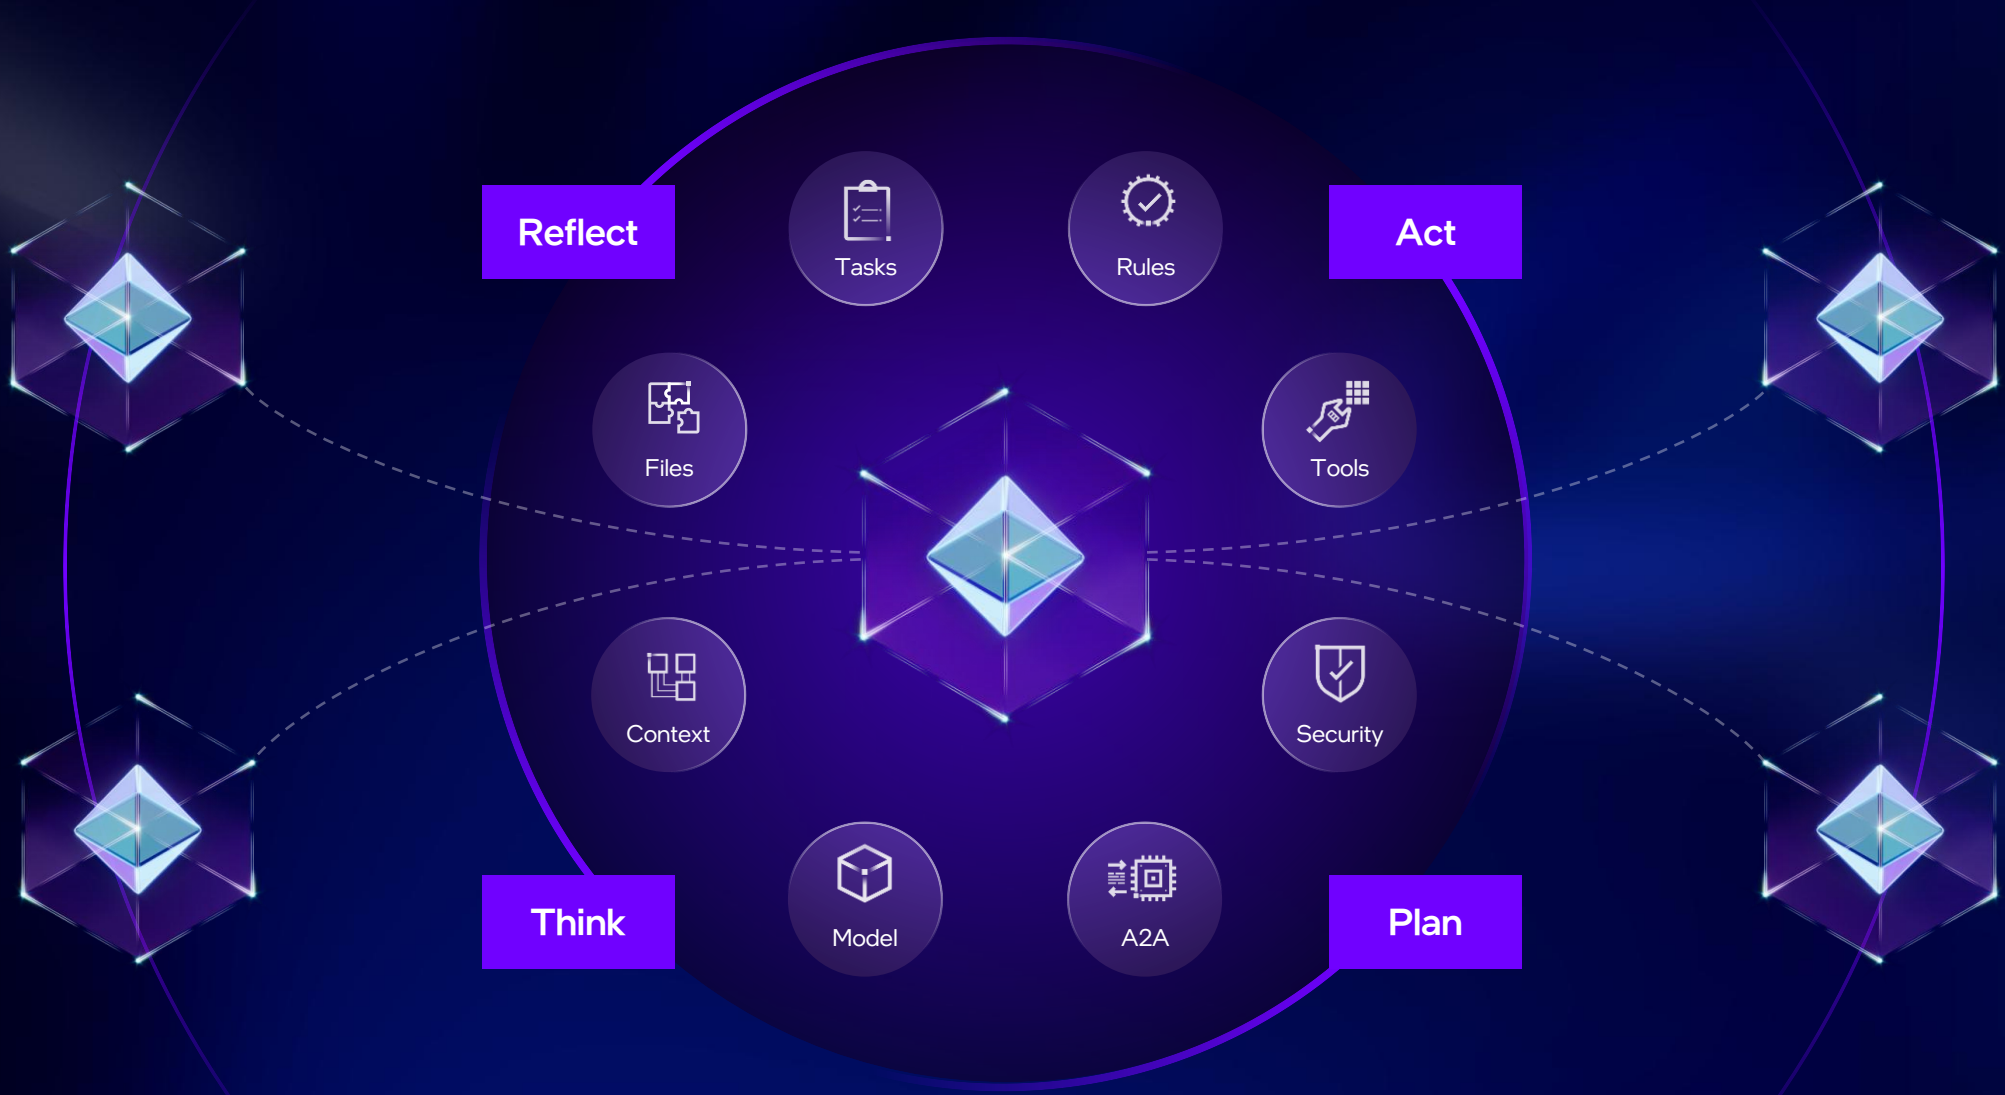 Reflect
Tasks
Rules
Act
Files
Tools
Context
Security
Think
Model
A2A
Plan